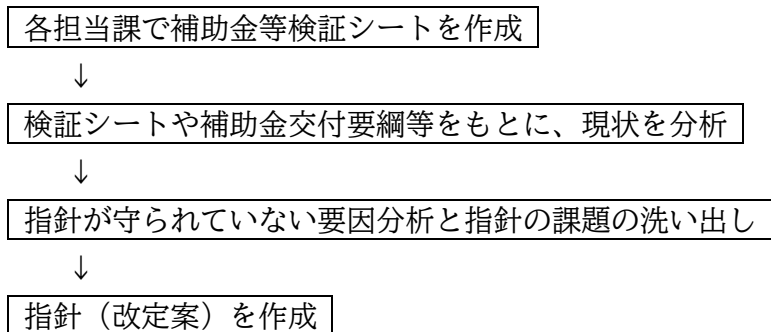 各担当課で補助金等検証シートを作成
↓
検証シートや補助金交付要綱等をもとに、現状を分析
↓
指針が守られていない要因分析と指針の課題の洗い出し
↓
指針（改定案）を作成